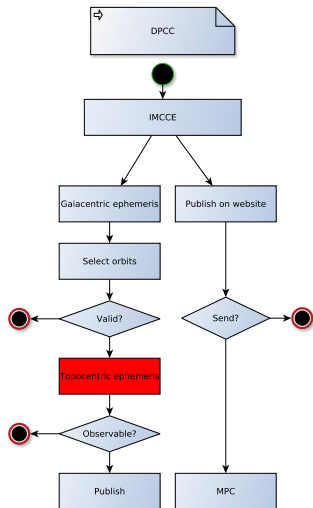 DPCC
IMCCE
Gaiacentric ephemeris
Publish on website
Select orbits
Valid?
Send?
Topocentric ephemeris
Observable?
Publish
MPC